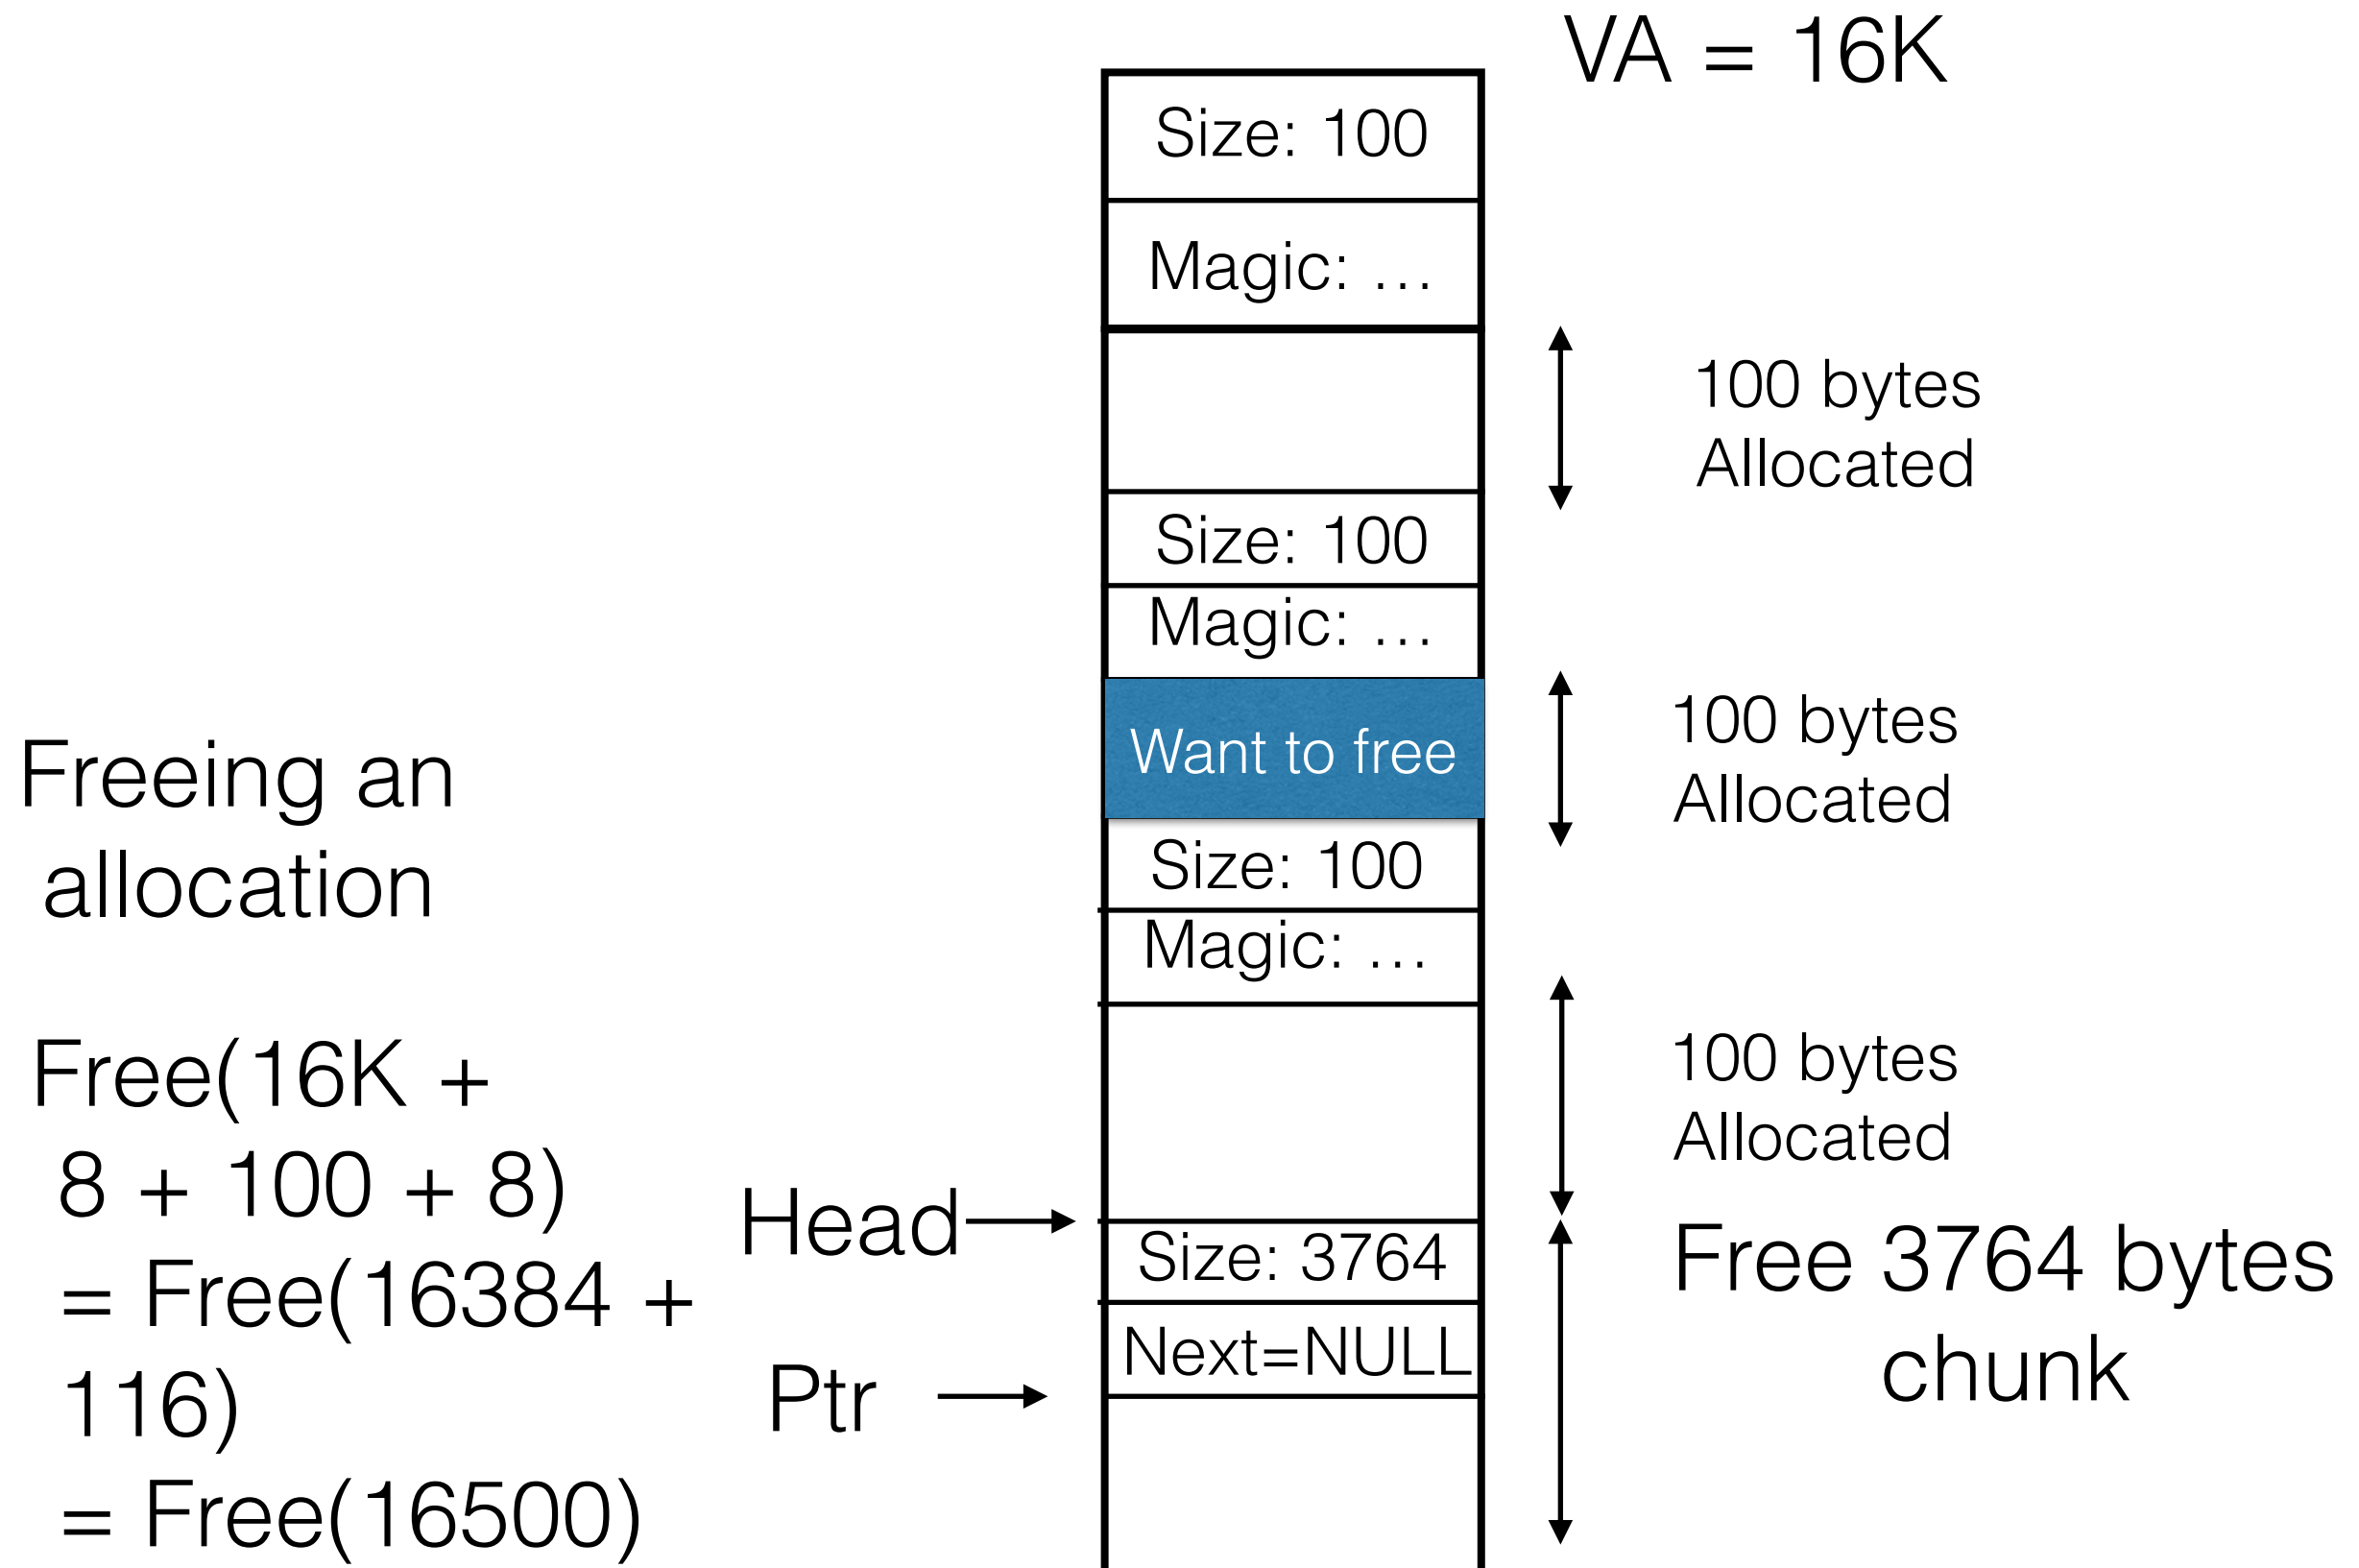 VA = 16K
Size: 100
Magic: ...
100 bytes
Allocated
Size: 100
Magic: ...
Want to free
100 bytes
Allocated
Freeing an
allocation
Size: 100
Magic: ...
100 bytes
Allocated
Free(16K +
8 + 100 + 8)
= Free(16384 +
116)
= Free(16500)
Head
Size: 3764
Next=NULL
Ptr
Free 3764 bytes
chunk